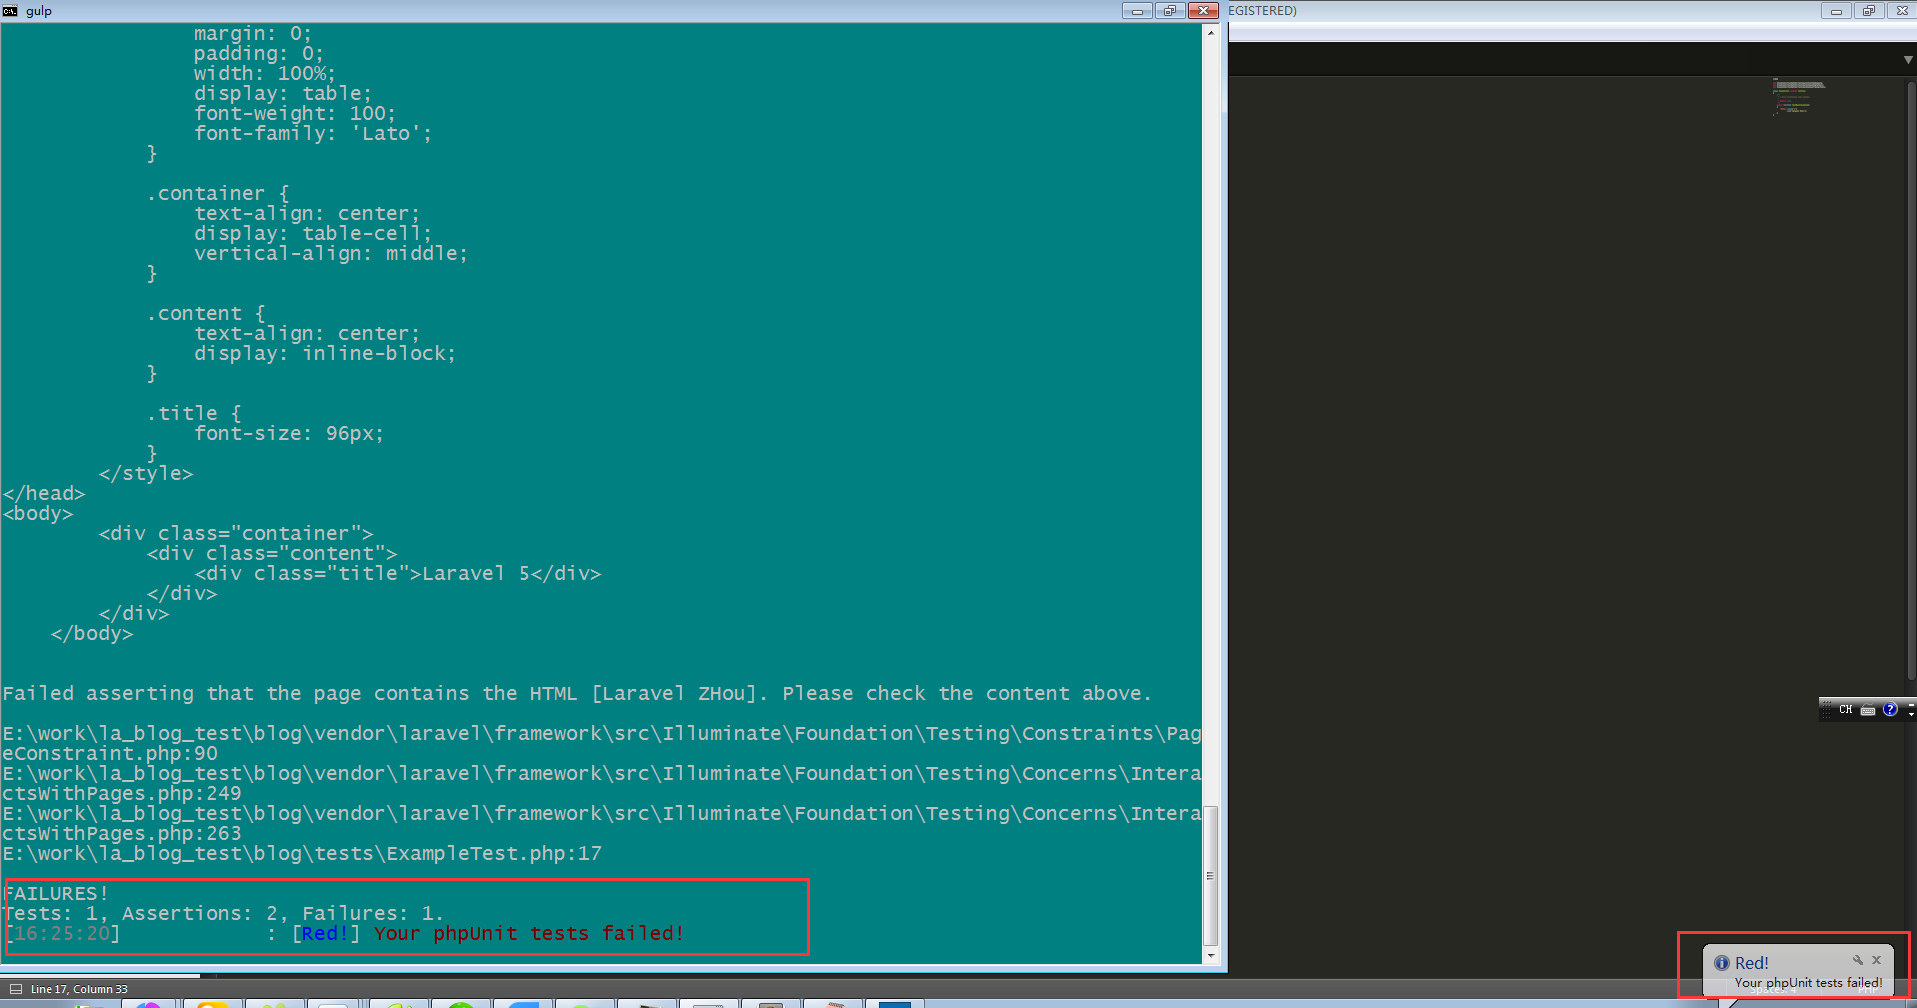 gulp
EGISTERED)
margin: 0;
padding: 0;
width: 100%;
display: table;
font-weight: 100;
font-family: 'Lato';
}
.container {
text-align: center;
display: table-cell;
vertical-align: middle;
}
.content {
text-align: center;
display: inline-block;
}
.title {
font-size: 96px;
}
</style>
</head>
<body>
<div class="container">
<div class="content">
<div class="title">Laravel 5</div>
</div>
</div>
</body>
Failed asserting that the page contains the HTML [Laravel ZHou]. Please check the content above.
E:\work\la_blog_test\blog\vendor\laravel\framework\src\Illuminate\Foundation\Testing\Constraints\Pag
eConstraint.php:90
E:\work\la_blog_test\blog\vendor\laravel\framework\src\Illuminate\Foundation\Testing\Concerns\Intera
ctsWithPages.php:249
E:\work\la_blog_test\blog\vendor\laravel\framework\src\Illuminate\Foundation\Testing\Concerns\Intera
ctsWithPages.php:263
E:\work\la_blog_test\blog\tests\ExampleTest.php:17
FAILURES!
Tests: 1, Assertions: 2, Failures: 1.
[16:25:20] : [Red!] Your phpUnit tests failed!
CH
Red!
Your phpUnit tests failed!
Line 17, Column 33